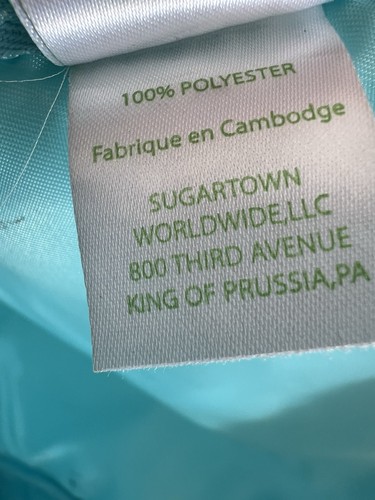 100% POLYESTER
Fabrique en Cambodge
SUGARTOWN
WORLDWIDE,LLC
800 THIRD AVENUE
KING OF PRUSSIA,PA